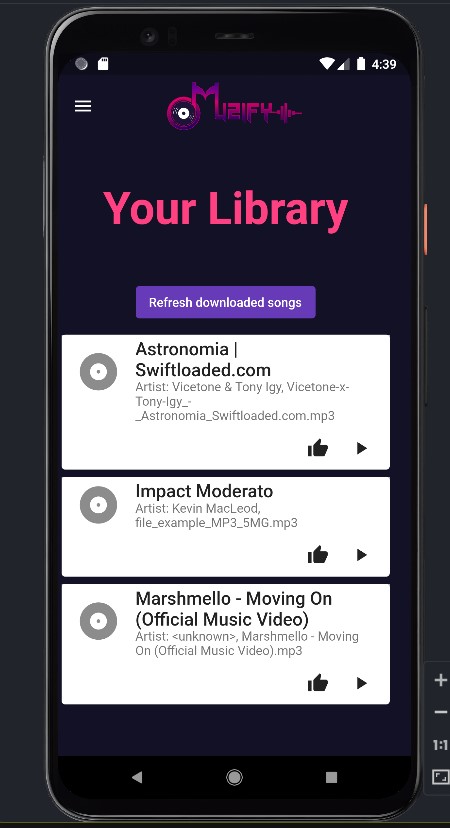 4:39
MUZIFY
Your Library
Refresh downloaded songs
Astronomia |
Swiftloaded.com
Artist: Vicetone & Tony Igy, Vicetone-x-
Tony-Igy_-
_Astronomia_Swiftloaded.com.mp3
Impact Moderato
Artist: Kevin MacLeod,
file_example_MP3_5MG.mp3
Marshmello - Moving On
(Official Music Video)
Artist: <unknown>, Marshmello - Moving
On (Official Music Video).mp3
1:1